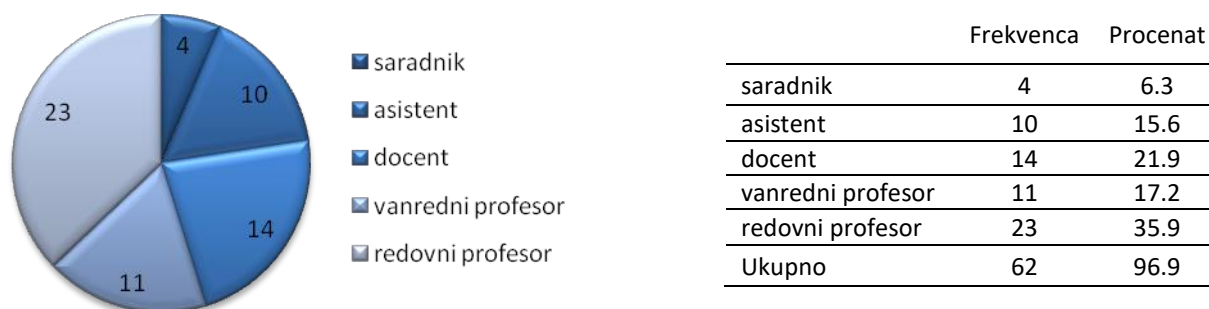 4
10
14
11
23
saradnik
asistent
docent
vanredni profesor
redovni profesor
Frekvenca Procenat
saradnik 4 6.3
asistent 10 15.6
docent 14 21.9
vanredni profesor 11 17.2
redovni profesor 23 35.9
Ukupno 62 96.9